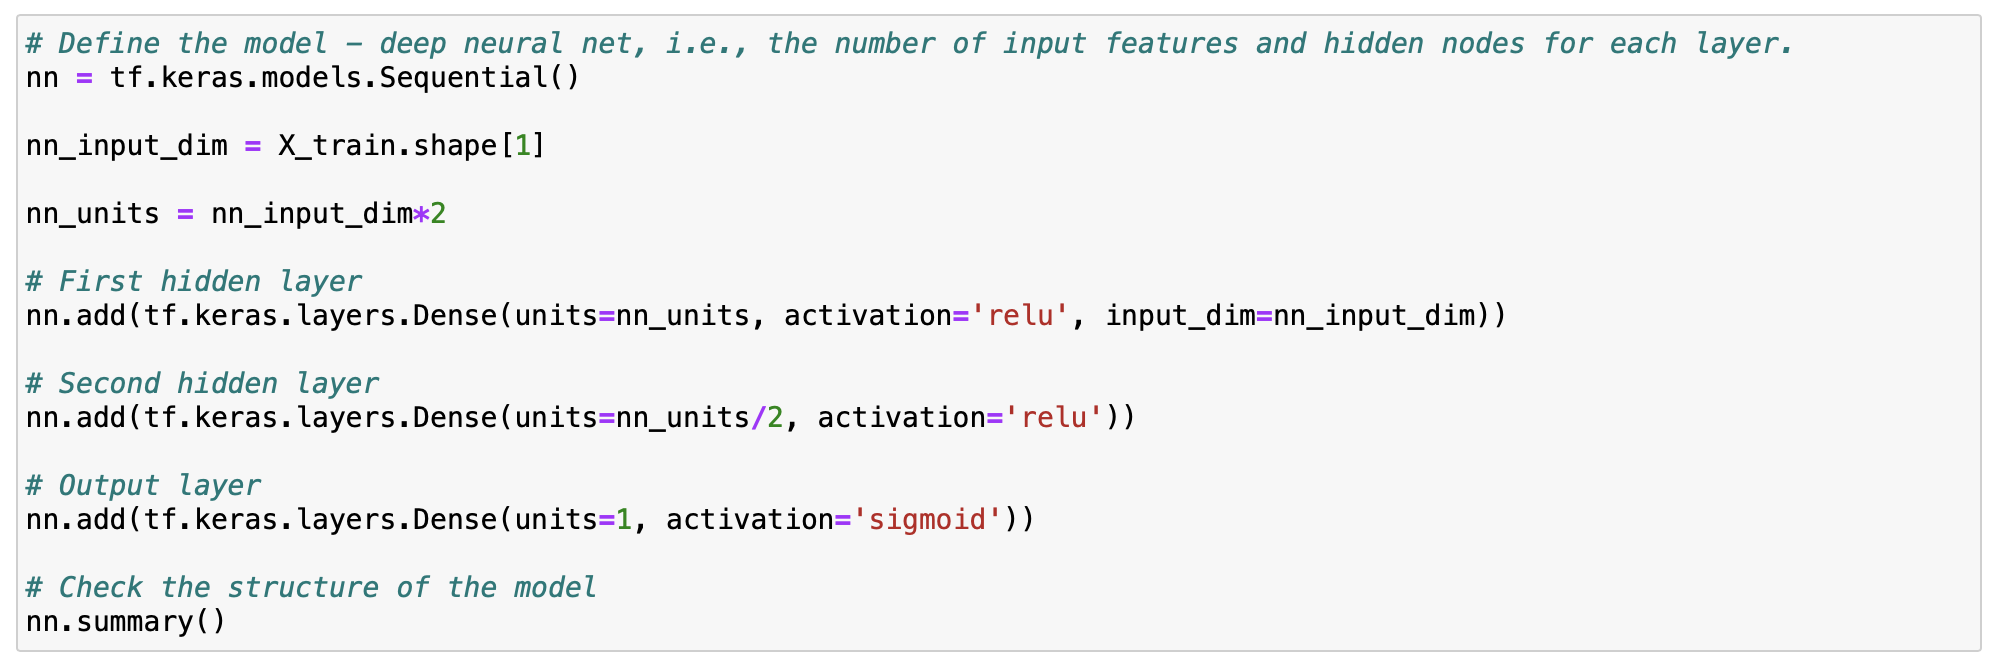 # Define the model – deep neural net, i.e., the number of input features and hidden nodes for each layer.
nn = tf.keras.models.Sequential()
nn_input_dim = X_train.shape[1]
nn_units = nn_input_dim*2
# First hidden layer
nn.add(tf.keras.layers.Dense(units=nn_units, activation='relu', input_dim=nn_input_dim))
# Second hidden layer
nn.add(tf.keras.layers.Dense(units=nn_units/2, activation='relu'))
# Output layer
nn.add(tf.keras.layers.Dense(units=1, activation='sigmoid'))
# Check the structure of the model
nn.summary()